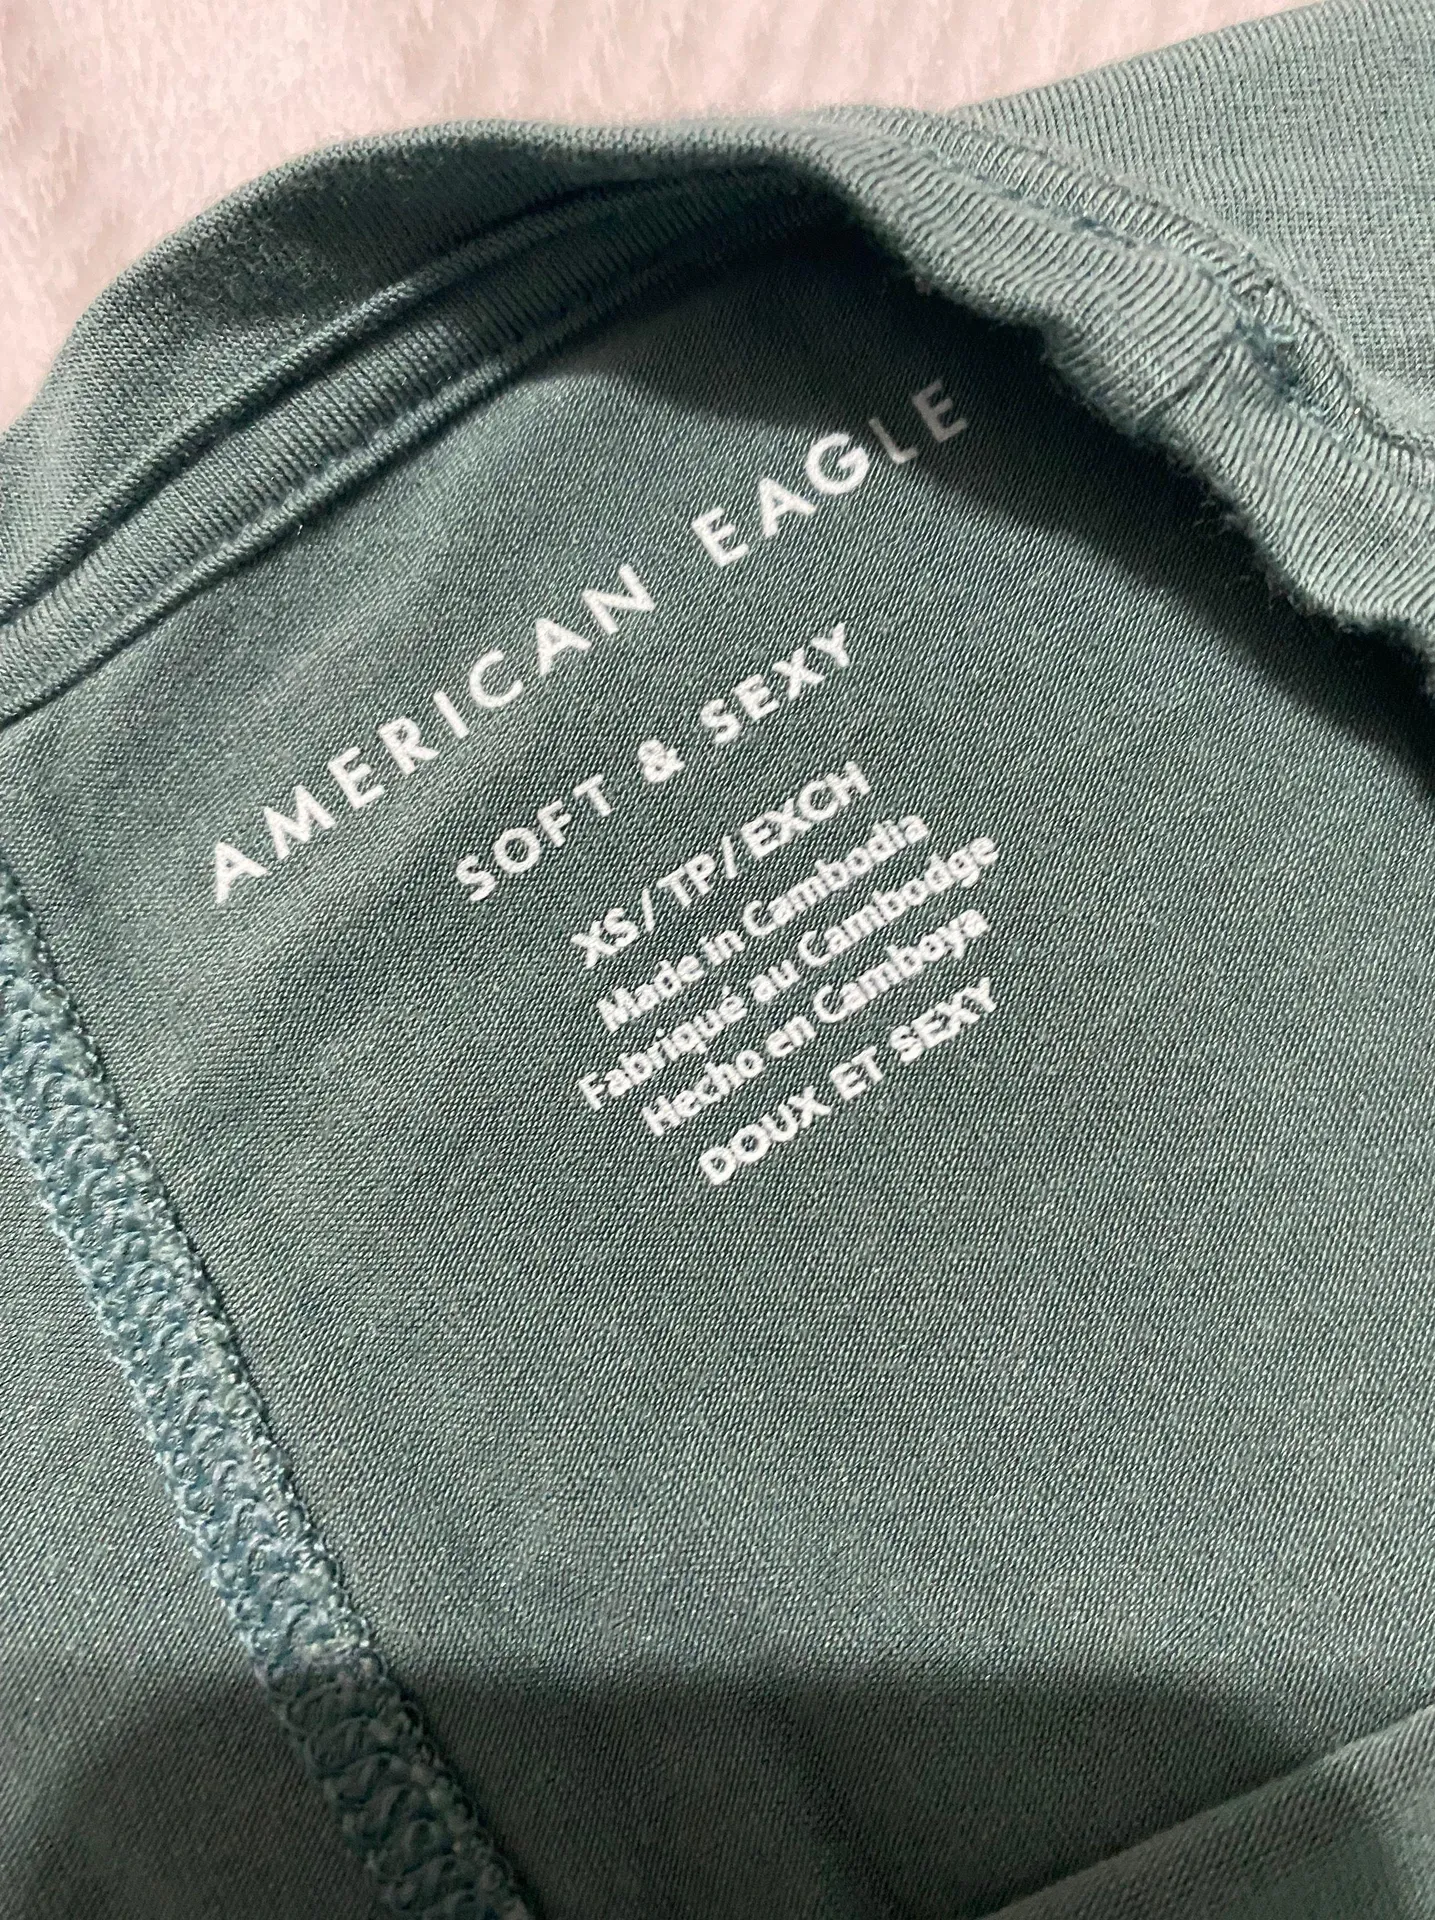 AMERICAN EAGLE
SOFT & SEXY
XS/TP/EXCH
Made in Cambodia
Fabriqué au Cambodge
Hecho en Camboya
DOUX ET SEXY